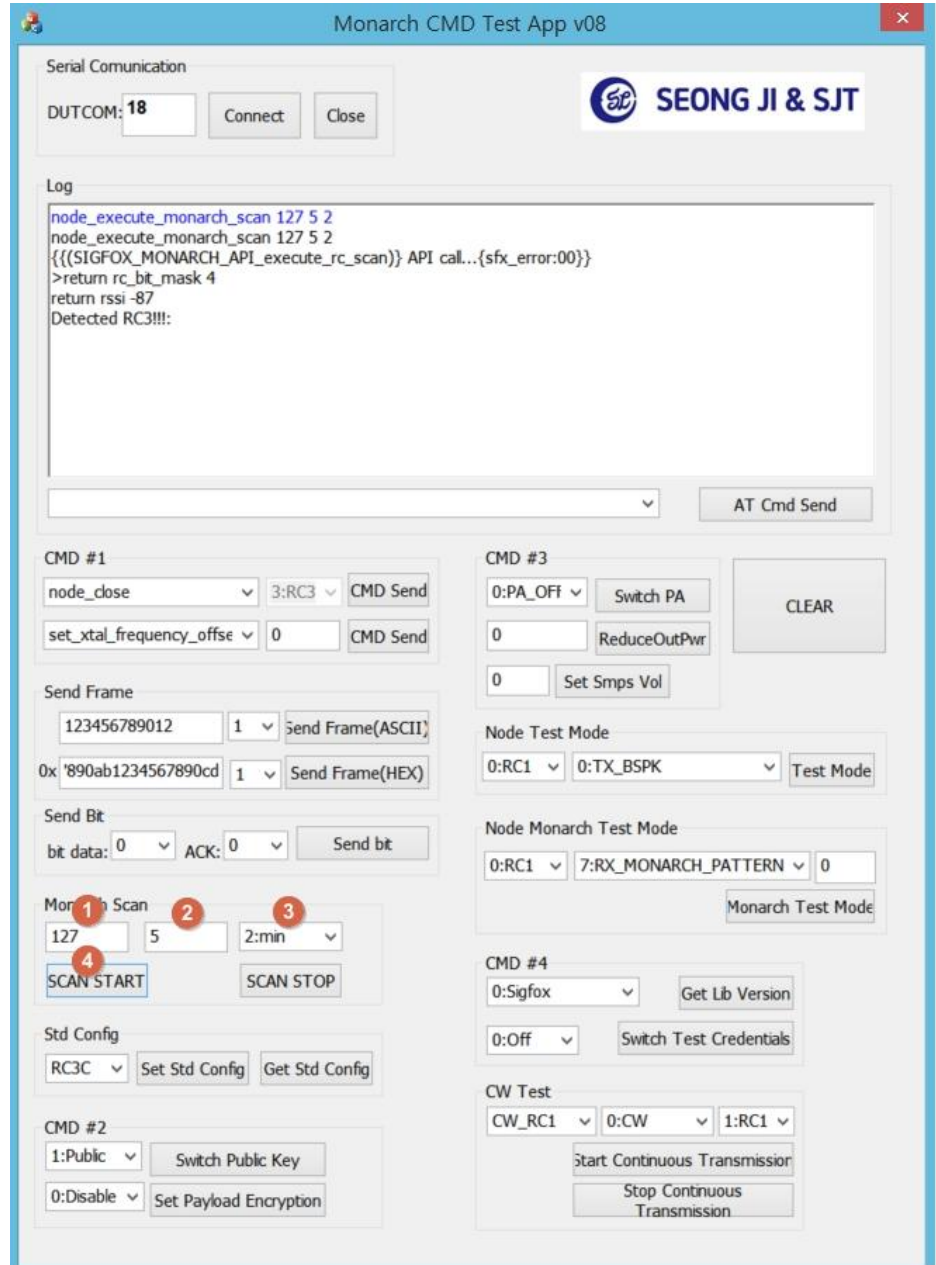 Monarch CMD Test App v08
Serial Comunication
DUTCOM: 18 Connect Close
SEONG JI & SJT
Log
node_execute_monarch_scan 127 5 2
node_execute_monarch_scan 127 5 2
{{(SIGFOX_MONARCH_API_execute_rc_scan)} API call...{sfx_error:00}}
>return rc_bit_mask 4
return rssi -87
Detected RC3!!!:
AT Cmd Send
CMD #1
node_close 3:RC3 CMD Send
set_xtal_frequency_offse 0 CMD Send
CMD #3
0:PA_OFF Switch PA
0 ReduceOutPwr
0 Set Smps Vol
CLEAR
Send Frame
123456789012 1 Send Frame(ASCII)
0x '890ab1234567890cd 1 Send Frame(HEX)
Node Test Mode
0:RC1 0:TX_BSPK Test Mode
Send Bit
bit data: 0 ACK: 0 Send bit
Node Monarch Test Mode
0:RC1 7:RX_MONARCH_PATTERN 0
Monarch Test Mode
Monarch Scan
1 2 3
127 5 2:min
4
SCAN START SCAN STOP
CMD #4
0:Sigfox Get Lib Version
0:Off Switch Test Credentials
Std Config
RC3C Set Std Config Get Std Config
CW Test
CW_RC1 0:CW 1:RC1
Start Continuous Transmission
Stop Continuous
Transmission
CMD #2
1:Public Switch Public Key
0:Disable Set Payload Encryption